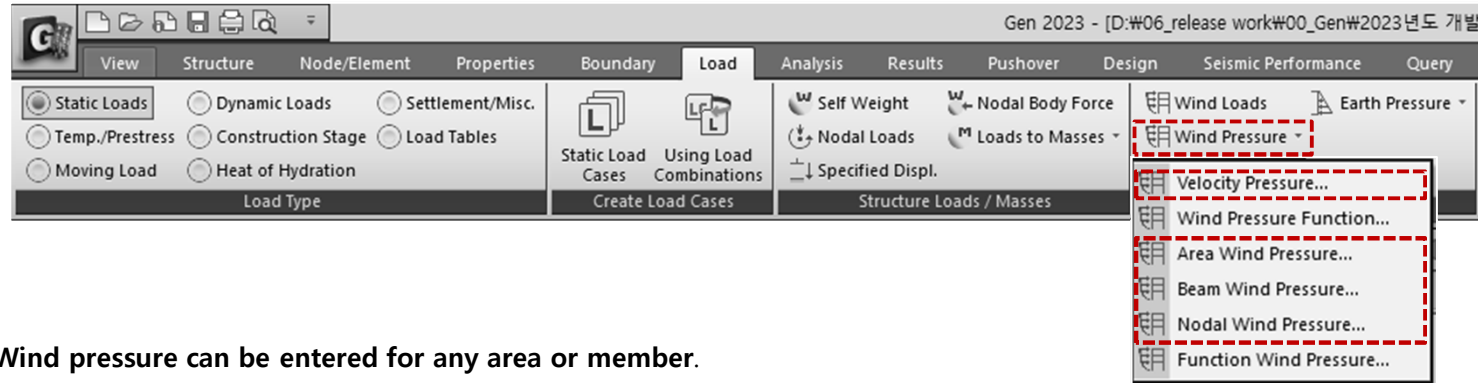 Gen 2023 - [D:₩06_release work₩00_Gen₩2023년도 개발
View Structure Node/Element Properties Boundary Load Analysis Results Pushover Design Seismic Performance Query
Static Loads Dynamic Loads Settlement/Misc. Self Weight Nodal Body Force Wind Loads Earth Pressure
Temp./Prestress Construction Stage Load Tables Nodal Loads Loads to Masses Wind Pressure
Moving Load Heat of Hydration Static Load Cases Using Load Combinations Specified Displ.
Load Type Create Load Cases Structure Loads / Masses
Velocity Pressure...
Wind Pressure Function...
Area Wind Pressure...
Beam Wind Pressure...
Nodal Wind Pressure...
Function Wind Pressure...
Wind pressure can be entered for any area or member.